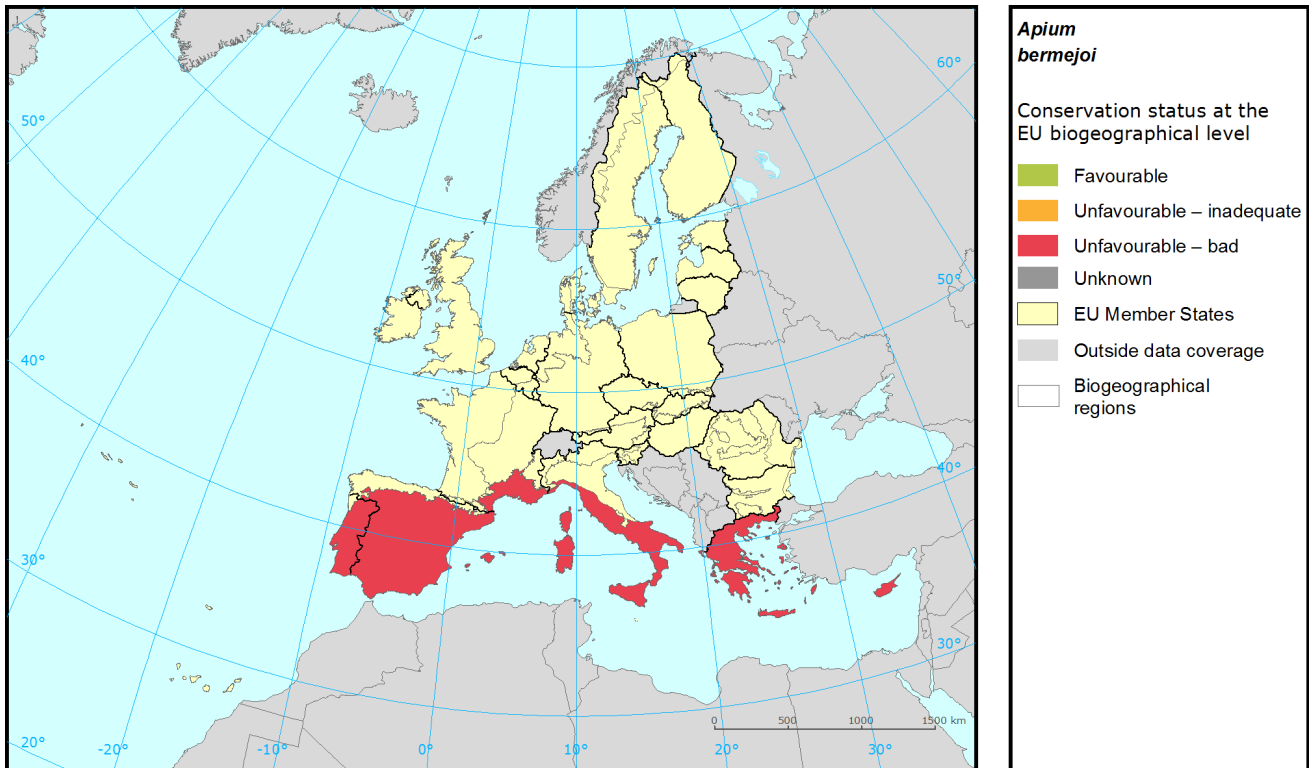 Apium
bermejoi
Conservation status at the
EU biogeographical level
Favourable
Unfavourable – inadequate
Unfavourable – bad
Unknown
EU Member States
Outside data coverage
Biogeographical
regions
60°
50°
50°
40°
40°
30°
30°
0 500 1000 1500 km
20° -20° -10° 0° 10° 20° 30°